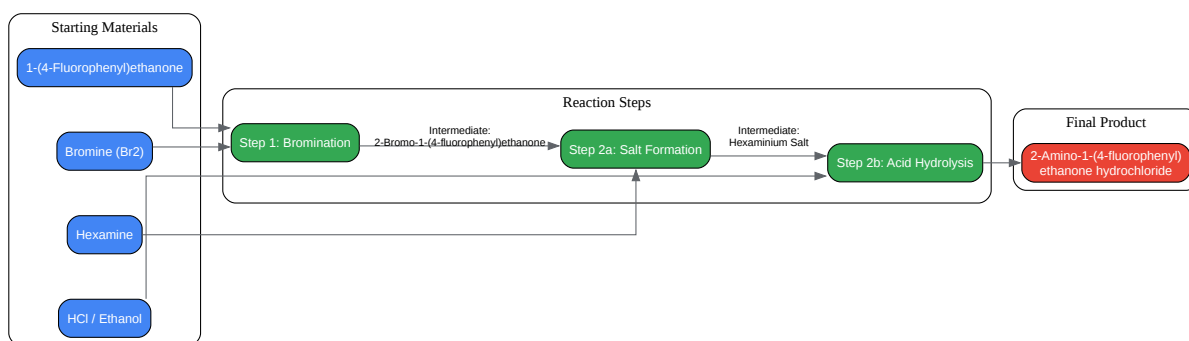 Starting Materials
1-(4-Fluorophenyl)ethanone
Bromine (Br2)
Hexamine
HCl / Ethanol
Reaction Steps
Step 1: Bromination
Intermediate:
2-Bromo-1-(4-fluorophenyl)ethanone
Step 2a: Salt Formation
Intermediate:
Hexaminium Salt
Step 2b: Acid Hydrolysis
Final Product
2-Amino-1-(4-fluorophenyl)
ethanone hydrochloride